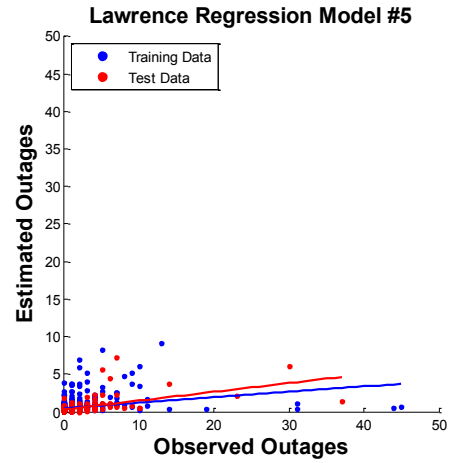 Lawrence Regression Model #5
50
45
40
35
30
25
20
15
10
5
0
Estimated Outages
Training Data
Test Data
0 10 20 30 40 50
Observed Outages